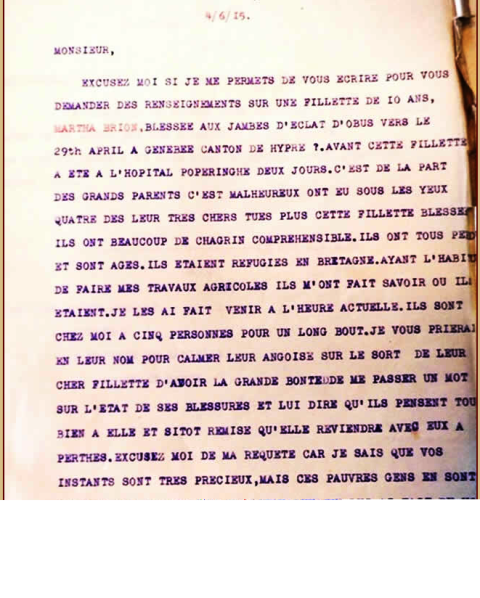 4/6/15.
MONSIEUR,
EXCUSEZ MOI SI JE ME PERMETS DE VOUS ECRIRE POUR VOUS
DEMANDER DES RENSEIGNEMENTS SUR UNE FILLETTE DE IO ANS,
MARTHA BRION,BLESSEE AUX JAMBES D'ECLAT D'OBUS VERS LE
29th APRIL A GENEBEE CANTON DE HYPRE ?.AVANT CETTE FILLETTE
A ETE A L'HOPITAL POPERINGHE DEUX JOURS.C'EST DE LA PART
DES GRANDS PARENTS C'EST MALHEUREUX ONT EU SOUS LES YEUX
QUATRE DES LEUR TRES CHERS TUES PLUS CETTE FILLETTE BLESSEE
ILS ONT BEAUCOUP DE CHAGRIN COMPREHENSIBLE.ILS ONT TOUS
ET SONT AGES.ILS ETAIENT REFUGIES EN BRETAGNE.AYANT
DE FAIRE MES TRAVAUX AGRICOLES ILS M'ONT FAIT SAVOIR OU ILS
ETAIENT.JE LES AI FAIT VENIR A L'HEURE ACTUELLE.ILS SONT
CHEZ MOI A CINQ PERSONNES POUR UN LONG BOUT.JE VOUS PRIERAI
EN LEUR NOM POUR CALMER LEUR ANGOISE SUR LE SORT DE LEUR
CHER FILLETTE D'AVOIR LA GRANDE BONTEDDE ME PASSER UN MOT
SUR L'ETAT DE SES BLESSURES ET LUI DIRE QU'ILS PENSENT TOU
BIEN A ELLE ET SITOT REMISE QU'ELLE REVIENDRE AVEC EUX A
PERTHES.EXCUSEZ MOI DE MA REQUETE CAR JE SAIS QUE VOS
INSTANTS SONT TRES PRECIEUX,MAIS CES PAUVRES GENS EN SONT